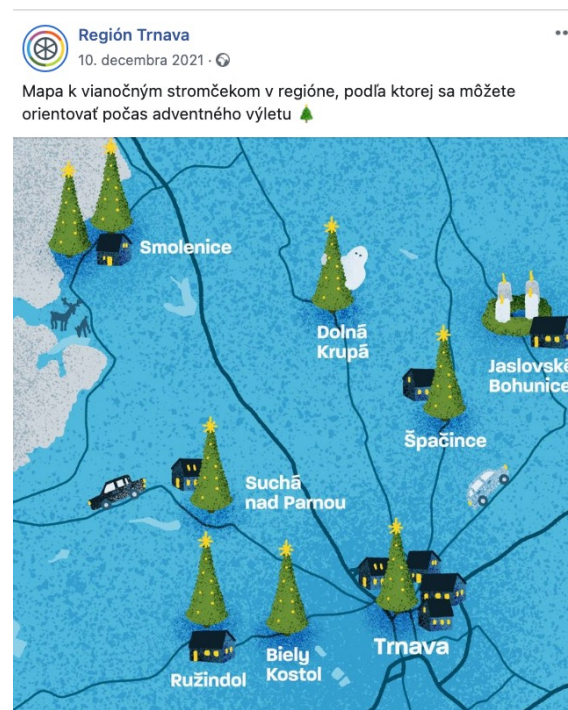 Región Trnava
10. decembra 2021 ·
Mapa k vianočným stromčekom v regióne, podľa ktorej sa môžete
orientovať počas adventného výletu 🎄
Smolenice
Dolná
Krupá
Jaslovské
Bohunice
Špačince
Suchá
nad Parnou
Ružindol
Biely
Kostol
Trnava